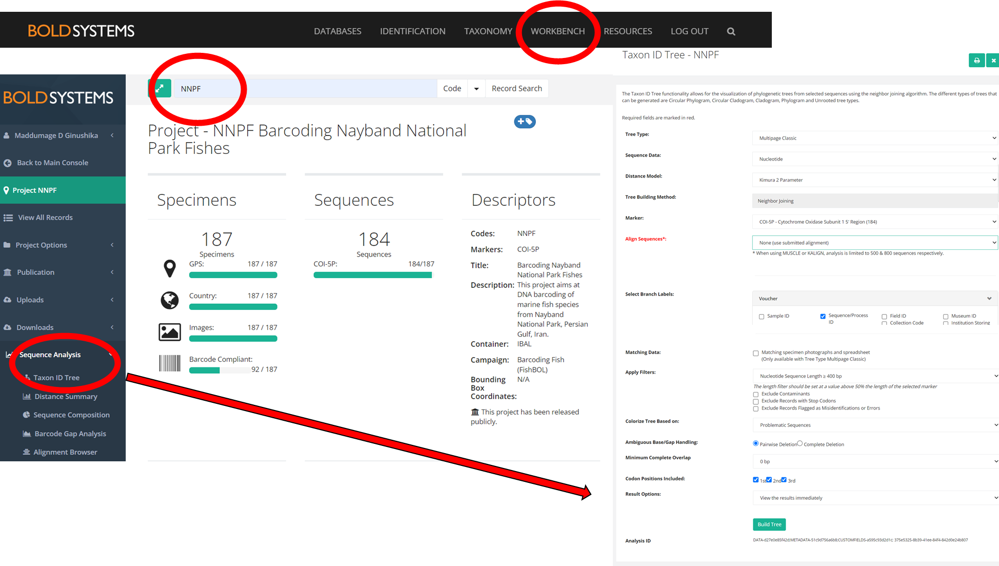 BOLDSYSTEMS
DATABASES IDENTIFICATION TAXONOMY WORKBENCH RESOURCES LOG OUT
BOLDSYSTEMS
Maddumage D Ginushika
Back to Main Console
Project NNPF
View All Records
Project Options
Publication
Uploads
Downloads
Sequence Analysis
Taxon ID Tree
Distance Summary
Sequence Composition
Barcode Gap Analysis
Alignment Browser
NNPF Code Record Search
Project - NNPF Barcoding Nayband National
Park Fishes
Specimens
187
Specimens
GPS: 187 / 187
Country: 187 / 187
Images: 187 / 187
Barcode Compliant:
92 / 187
Sequences
184
Sequences
COI-5P: 184/187
Descriptors
Codes: NNPF
Markers: COI-5P
Title: Barcoding Nayband
National Park Fishes
Description: This project aims at
DNA barcoding of
marine fish species
from Nayband
National Park, Persian
Gulf, Iran.
Container: IBAL
Campaign: Barcoding Fish
(FishBOL)
Bounding N/A
Box
Coordinates:
This project has been released
publicly.
Taxon ID Tree - NNPF
The Taxon ID Tree functionality allows for the visualization of phylogenetic trees from selected sequences using the neighbor joining algorithm. The different types of trees that
can be generated are Circular Phylogram, Circular Cladogram, Cladogram, Phylogram and Unrooted tree types.
Required fields are marked in red.
Tree Type: Multipage Classic
Sequence Data: Nucleotide
Distance Model: Kimura 2 Parameter
Tree Building Method: Neighbor Joining
Marker: COI-5P - Cytochrome Oxidase Subunit 1 5' Region (184)
Align Sequences*: None (use submitted alignment)
* When using MUSCLE or KALIGN, analysis is limited to 500 & 800 sequences respectively.
Select Branch Labels: Voucher
Sample ID Sequence/Process ID Field ID Museum ID
Collection Code Institution Storing
Matching Data: Matching specimen photographs and spreadsheet
(Only available with Tree Type Multipage Classic)
Apply Filters: Nucleotide Sequence Length ≥ 400 bp
The length filter should be set at a value above 50% the length of the selected marker
Exclude Contaminants
Exclude Records with Stop Codons
Exclude Records Flagged as Misidentifications or Errors
Colorize Tree Based on: Problematic Sequences
Ambiguous Base/Gap Handling: Pairwise Deletion Complete Deletion
Minimum Complete Overlap 0 bp
Codon Positions Included: 1st 2nd 3rd
Result Options: View the results immediately
Build Tree
Analysis ID DATA-d27e0e85f42d;METADATA-51c9d756a6b8;CUSTOMFIELDS-a595c93d2d1c; 375e5325-8b39-41ee-84f4-842d0e24b807